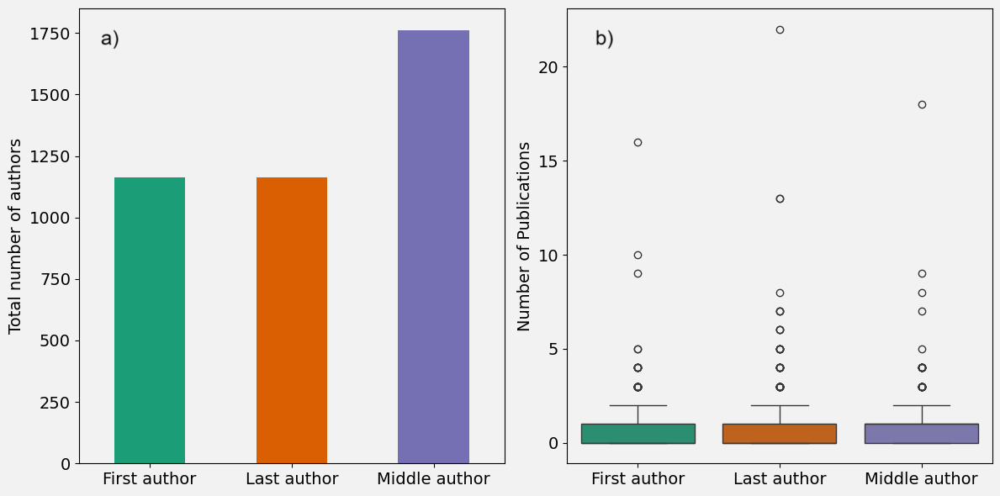 a)
Total number of authors
1750
1500
1250
1000
750
500
250
0
First author
Last author
Middle author
b)
Number of Publications
20
15
10
5
0
First author
Last author
Middle author